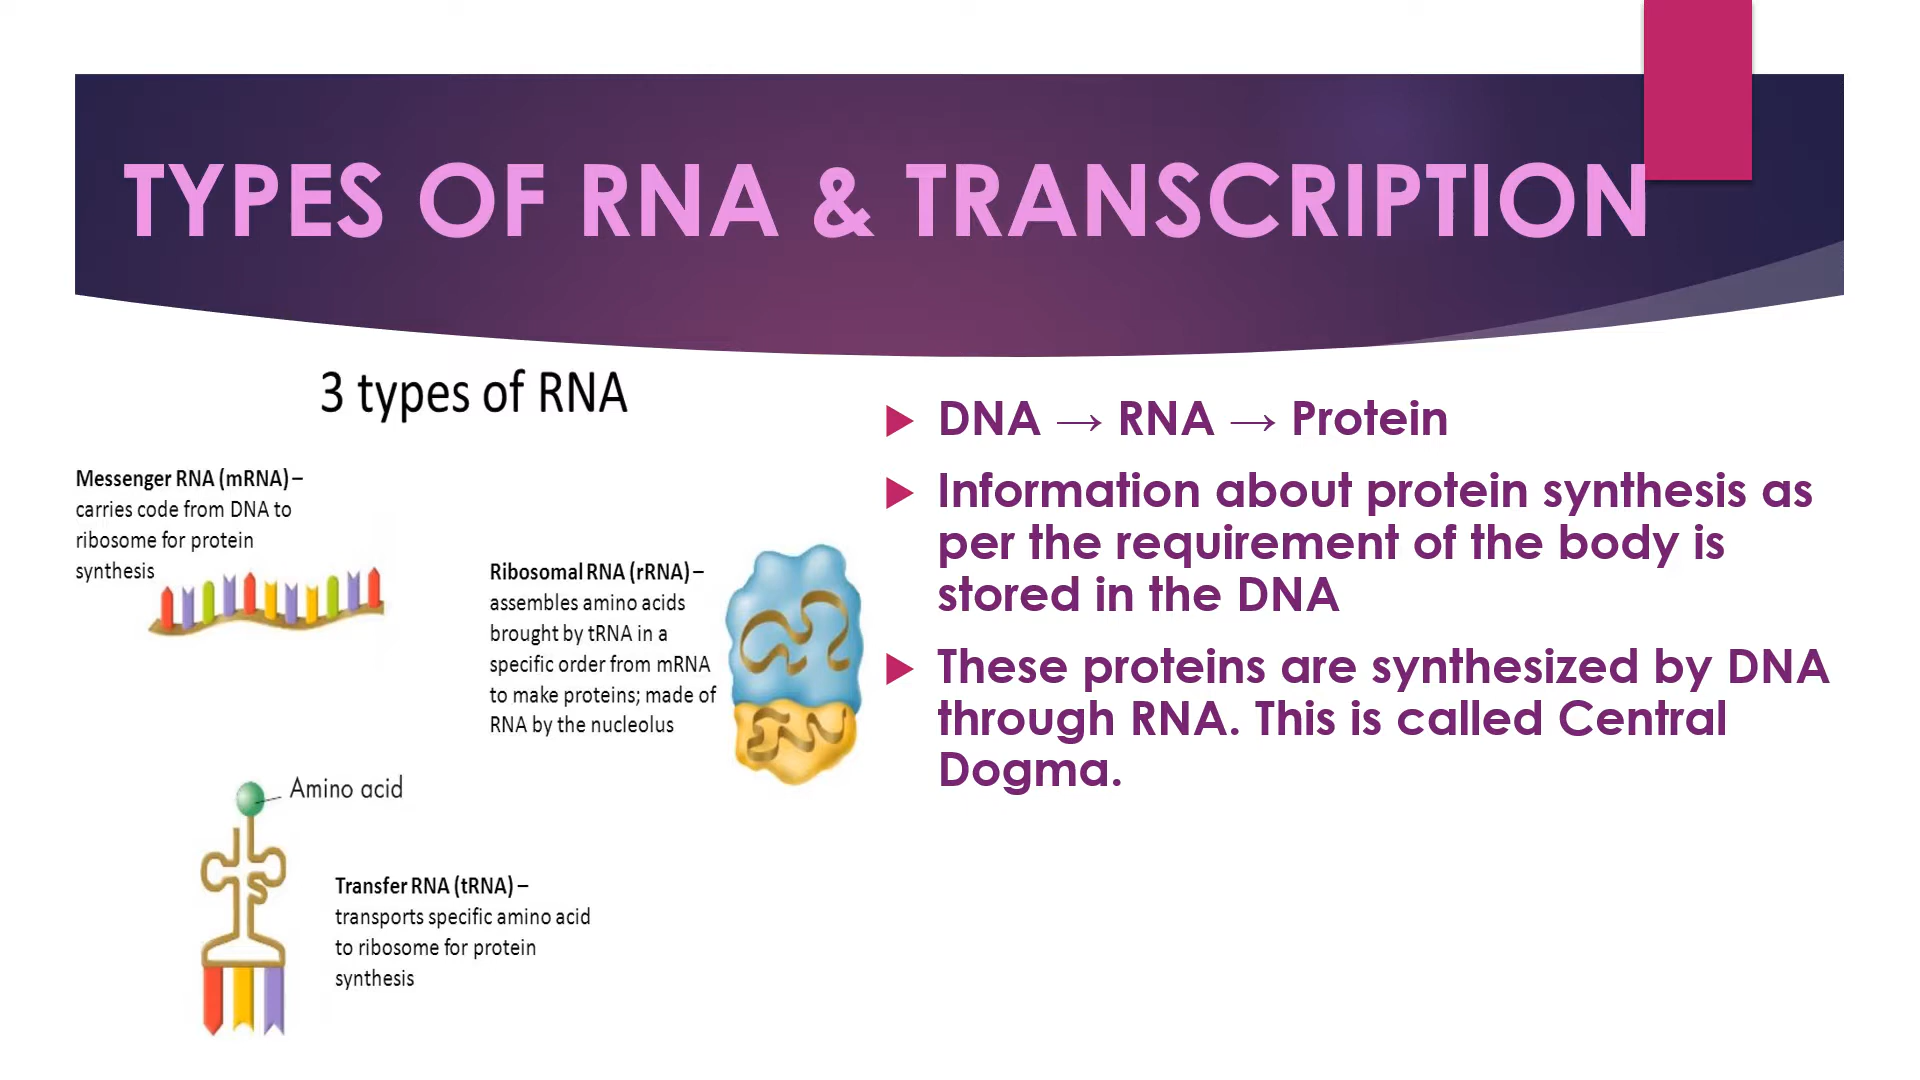 TYPES OF RNA & TRANSCRIPTION
3 types of RNA
Messenger RNA (mRNA) –
carries code from DNA to
ribosome for protein
synthesis
Ribosomal RNA (rRNA) –
assembles amino acids
brought by tRNA in a
specific order from mRNA
to make proteins; made of
RNA by the nucleolus
Amino acid
Transfer RNA (tRNA) –
transports specific amino acid
to ribosome for protein
synthesis
DNA → RNA → Protein
Information about protein synthesis as
per the requirement of the body is
stored in the DNA
These proteins are synthesized by DNA
through RNA. This is called Central
Dogma.